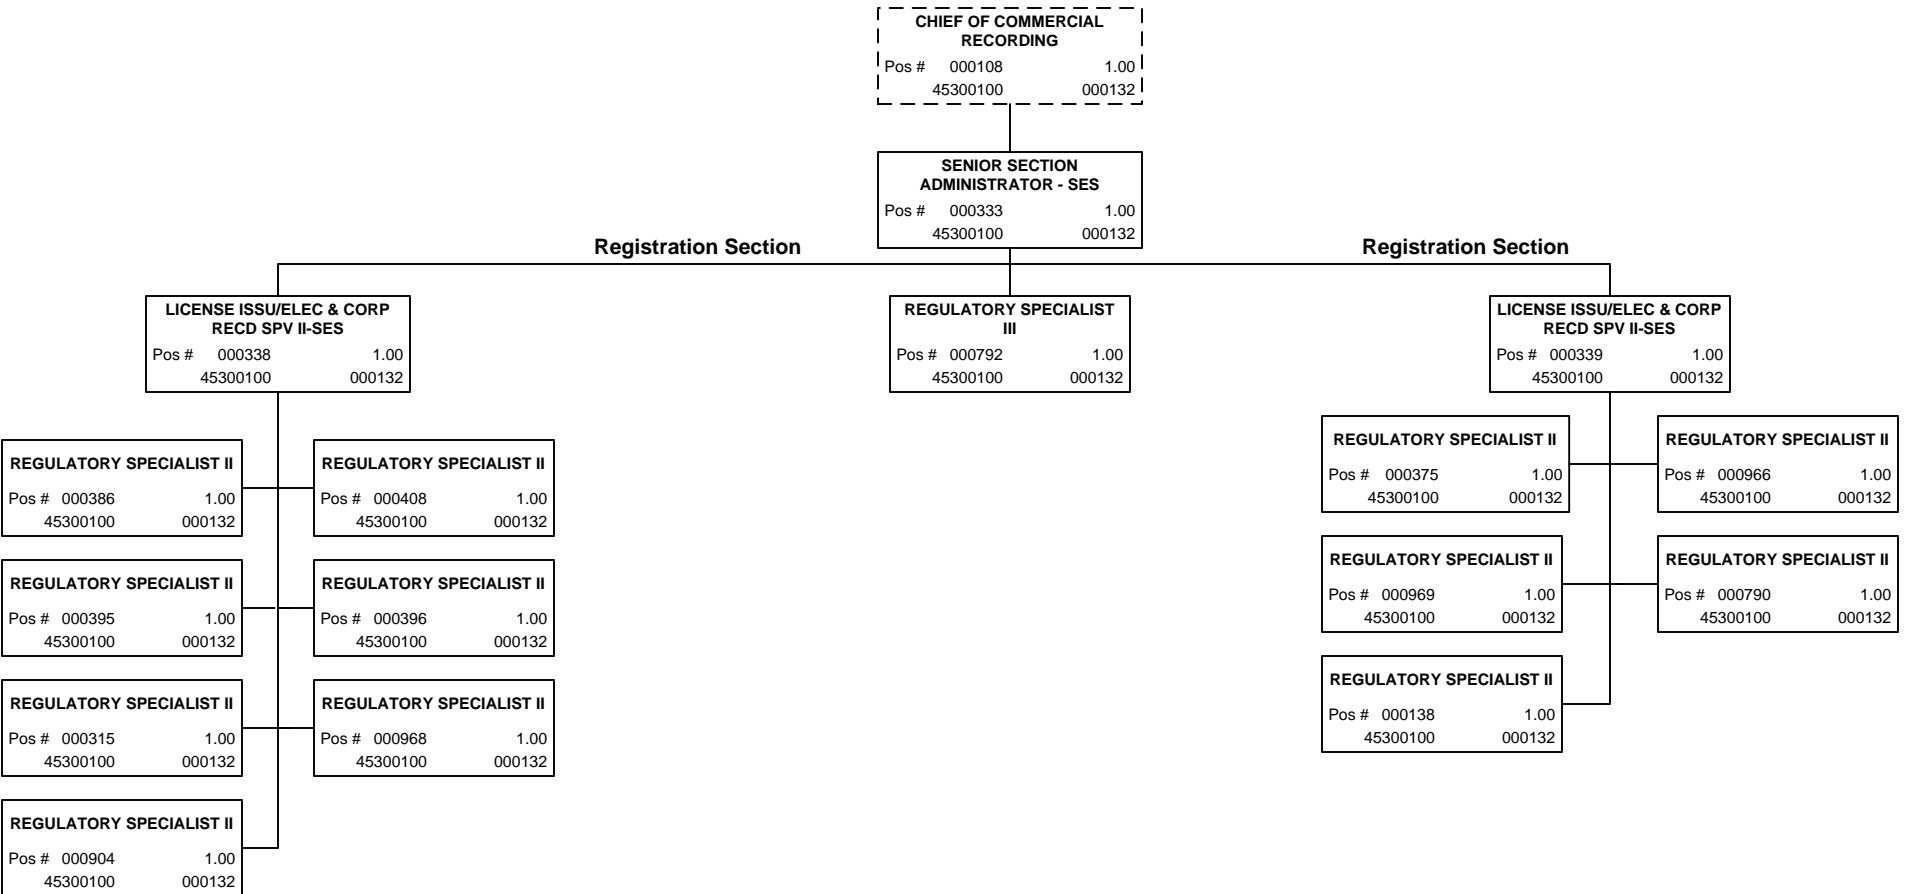 CHIEF OF COMMERCIAL
RECORDING
Pos # 000108 1.00
45300100 000132
SENIOR SECTION
ADMINISTRATOR - SES
Pos # 000333 1.00
45300100 000132
Registration Section
Registration Section
LICENSE ISSU/ELEC & CORP
RECD SPV II-SES
Pos # 000338 1.00
45300100 000132
REGULATORY SPECIALIST
III
Pos # 000792 1.00
45300100 000132
LICENSE ISSU/ELEC & CORP
RECD SPV II-SES
Pos # 000339 1.00
45300100 000132
REGULATORY SPECIALIST II
Pos # 000386 1.00
45300100 000132
REGULATORY SPECIALIST II
Pos # 000408 1.00
45300100 000132
REGULATORY SPECIALIST II
Pos # 000395 1.00
45300100 000132
REGULATORY SPECIALIST II
Pos # 000396 1.00
45300100 000132
REGULATORY SPECIALIST II
Pos # 000315 1.00
45300100 000132
REGULATORY SPECIALIST II
Pos # 000968 1.00
45300100 000132
REGULATORY SPECIALIST II
Pos # 000904 1.00
45300100 000132
REGULATORY SPECIALIST II
Pos # 000375 1.00
45300100 000132
REGULATORY SPECIALIST II
Pos # 000966 1.00
45300100 000132
REGULATORY SPECIALIST II
Pos # 000969 1.00
45300100 000132
REGULATORY SPECIALIST II
Pos # 000790 1.00
45300100 000132
REGULATORY SPECIALIST II
Pos # 000138 1.00
45300100 000132